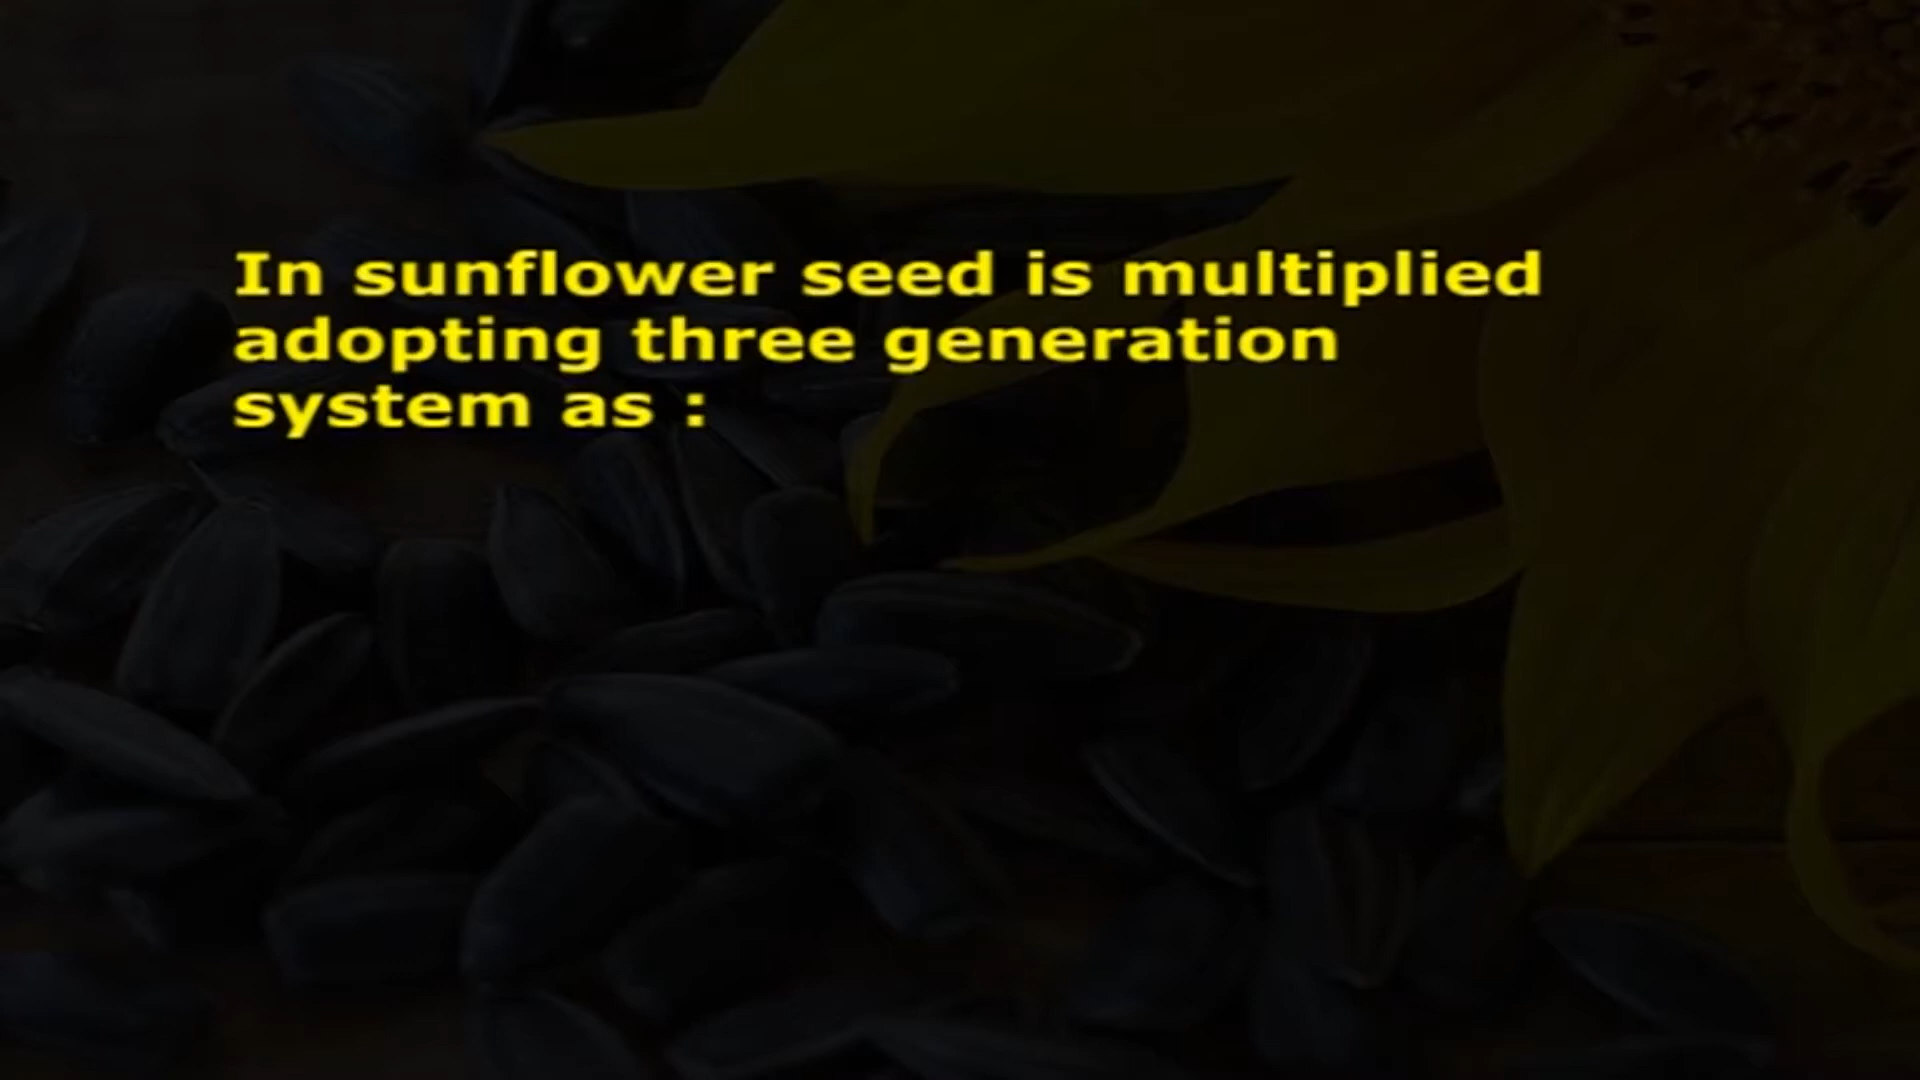 In sunflower seed is multiplied
adopting three generation
system as :